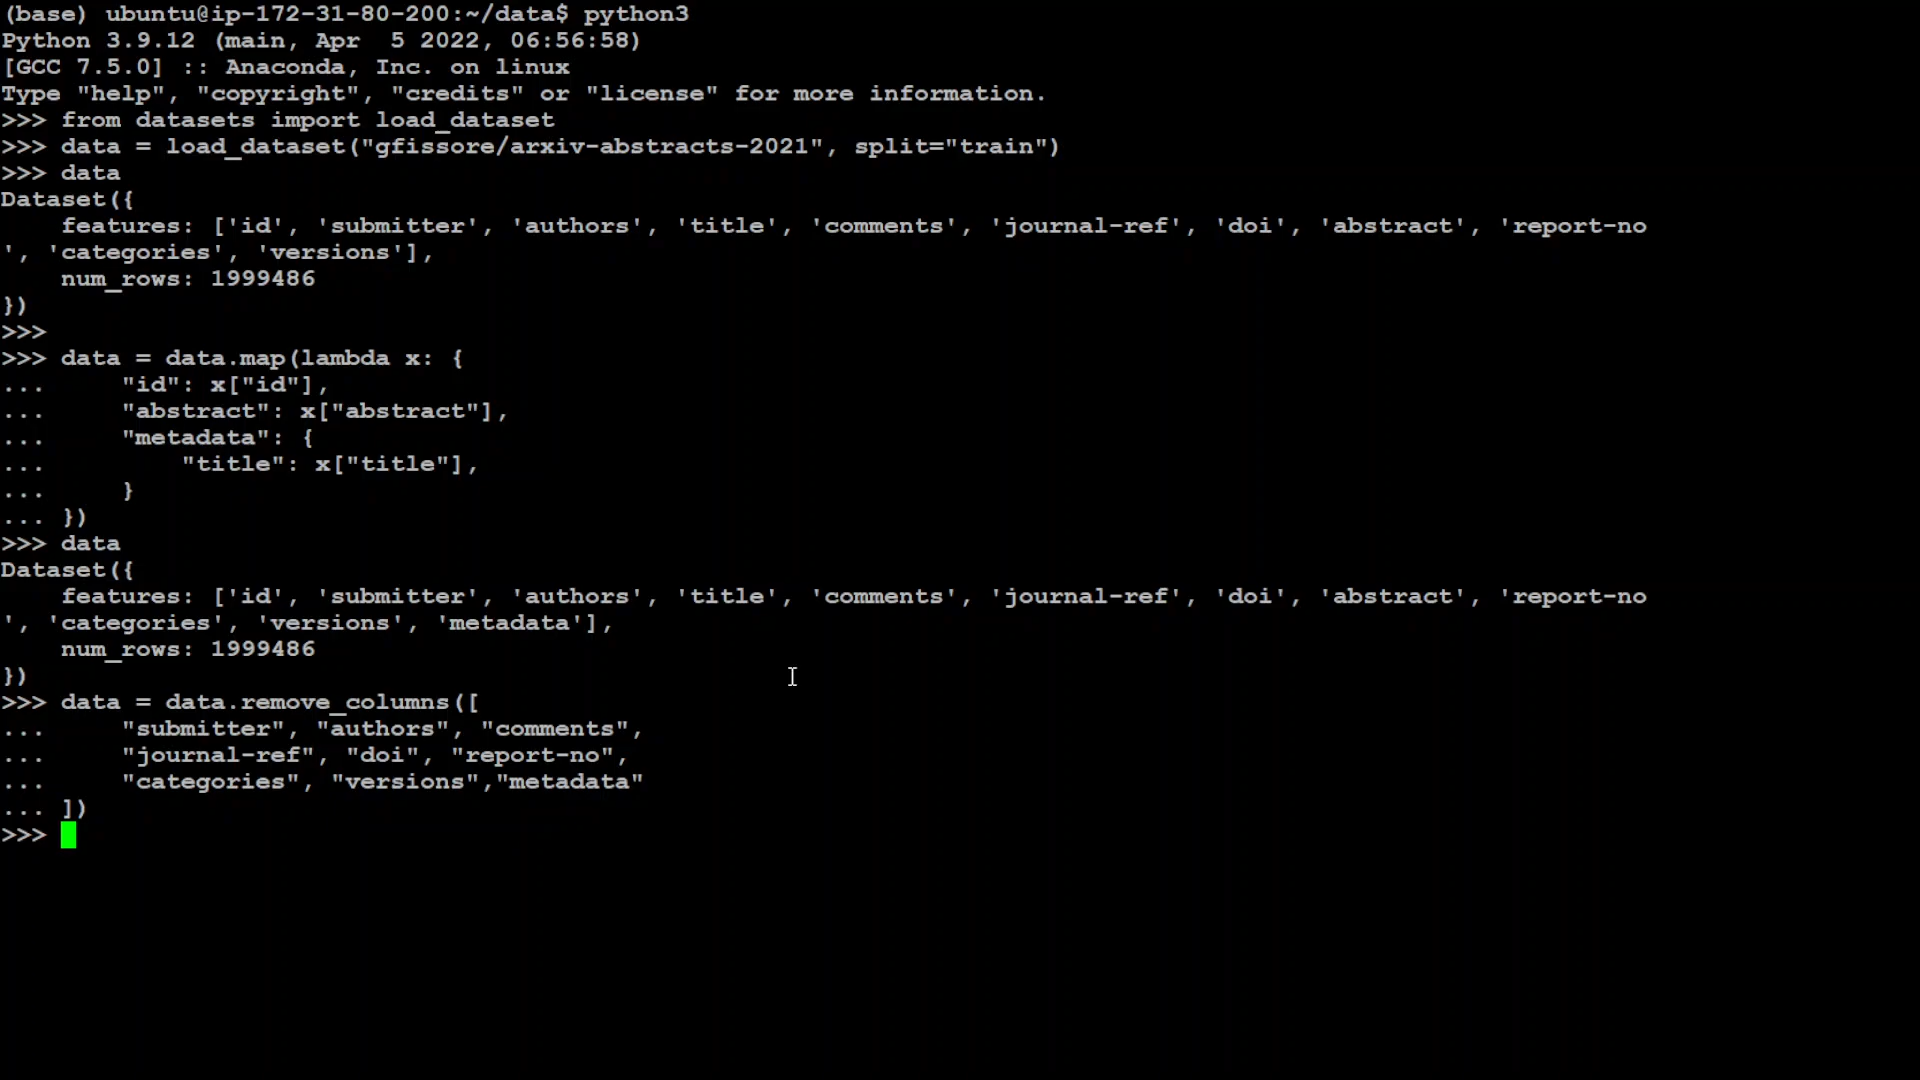 (base) ubuntu@ip-172-31-80-200:~/data$ python3
Python 3.9.12 (main, Apr  5 2022, 06:56:58)
[GCC 7.5.0] :: Anaconda, Inc. on linux
Type "help", "copyright", "credits" or "license" for more information.
>>> from datasets import load_dataset
>>> data = load_dataset("gfissore/arxiv-abstracts-2021", split="train")
>>> data
Dataset({
    features: ['id', 'submitter', 'authors', 'title', 'comments', 'journal-ref', 'doi', 'abstract', 'report-no
', 'categories', 'versions'],
    num_rows: 1999486
})
>>>
>>> data = data.map(lambda x: {
...     "id": x["id"],
...     "abstract": x["abstract"],
...     "metadata": {
...         "title": x["title"],
...     }
... })
>>> data
Dataset({
    features: ['id', 'submitter', 'authors', 'title', 'comments', 'journal-ref', 'doi', 'abstract', 'report-no
', 'categories', 'versions', 'metadata'],
    num_rows: 1999486
})
>>> data = data.remove_columns([
...     "submitter", "authors", "comments",
...     "journal-ref", "doi", "report-no",
...     "categories", "versions","metadata"
... ])
>>>